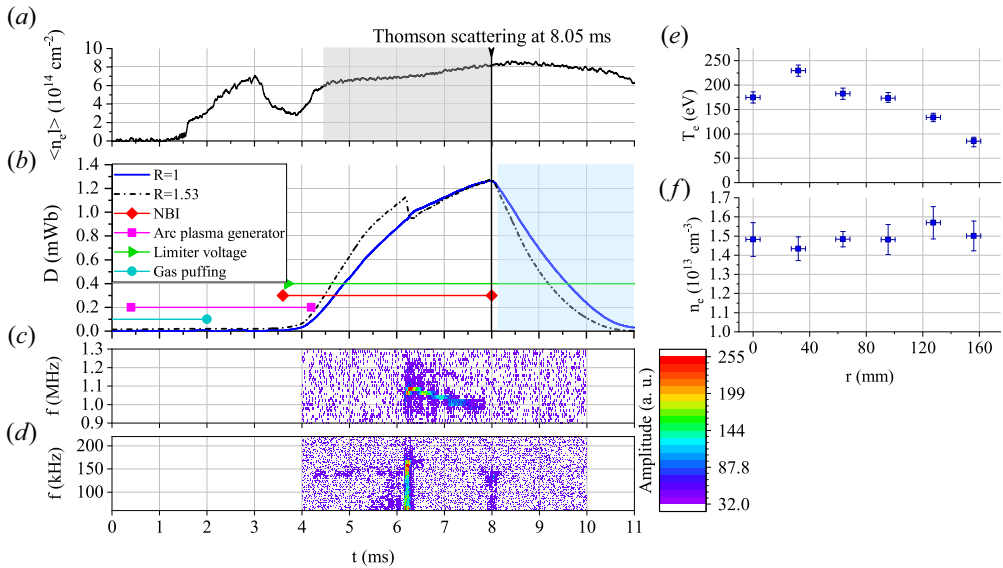 (a)
Thomson scattering at 8.05 ms
<nₑl> (10¹⁴ cm⁻²)
10
8
6
4
2
0
(b)
D (mWb)
1.4
1.2
1.0
0.8
0.6
0.4
0.2
0.0
R=1
R=1.53
NBI
Arc plasma generator
Limiter voltage
Gas puffing
(c)
f (MHz)
1.3
1.2
1.1
1.0
0.9
(d)
f (kHz)
200
150
100
0 1 2 3 4 5 6 7 8 9 10 11
t (ms)
Amplitude (a. u.)
255
199
144
87.8
32.0
(e)
Tₑ (eV)
250
200
150
100
50
0
(f)
nₑ (10¹³ cm⁻³)
1.7
1.6
1.5
1.4
1.3
1.2
1.1
1.0
0 40 80 120 160
r (mm)